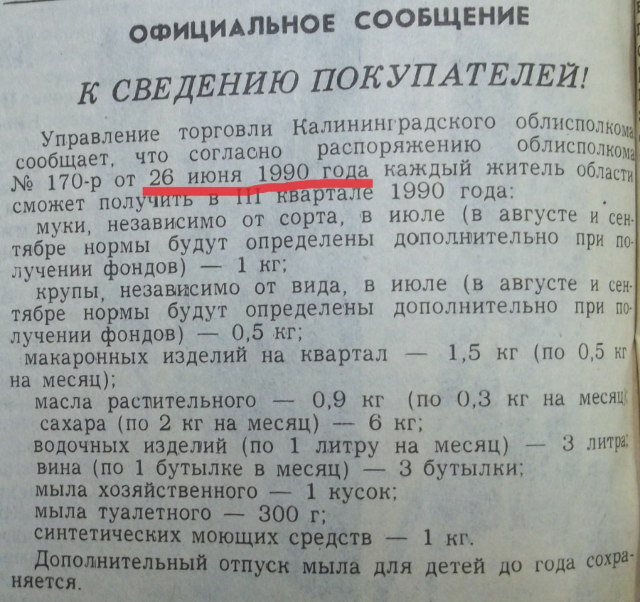 ОФИЦИАЛЬНОЕ СООБЩЕНИЕ
К СВЕДЕНИЮ ПОКУПАТЕЛЕЙ!
Управление торговли Калининградского облисполкома
сообщает, что согласно распоряжению облисполкома
№ 170-р от 26 июня 1990 года каждый житель области
сможет получить в III квартале 1990 года:
муки, независимо от сорта, в июле (в августе и сен-
тябре нормы будут определены дополнительно при по-
лучении фондов) — 1 кг;
крупы, независимо от вида, в июле (в августе и сен-
тябре нормы будут определены дополнительно при по-
лучении фондов) — 0,5 кг;
макаронных изделий на квартал — 1,5 кг (по 0,5 кг
на месяц);
масла растительного — 0,9 кг (по 0,3 кг на месяц);
сахара (по 2 кг на месяц) — 6 кг;
водочных изделий (по 1 литру на месяц) — 3 литра;
вина (по 1 бутылке в месяц) — 3 бутылки;
мыла хозяйственного — 1 кусок;
мыла туалетного — 300 г;
синтетических моющих средств — 1 кг.
Дополнительный отпуск мыла для детей до года сохра-
няется.